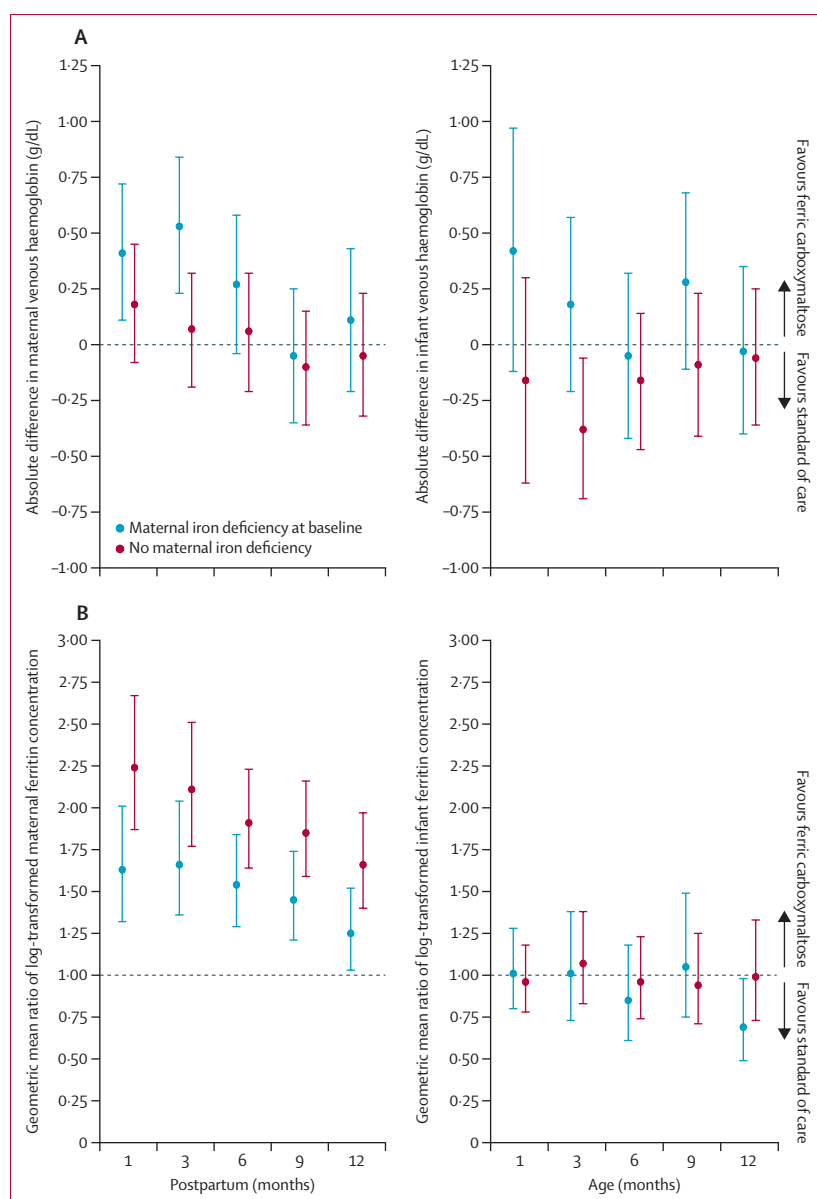 A
Absolute difference in maternal venous haemoglobin (g/dL)
1·25
1·00
0·75
0·50
0·25
0
–0·25
–0·50
–0·75
–1·00
Maternal iron deficiency at baseline
No maternal iron deficiency
Absolute difference in infant venous haemoglobin (g/dL)
1·25
1·00
0·75
0·50
0·25
0
–0·25
–0·50
–0·75
–1·00
Favours ferric carboxymaltose
Favours standard of care
B
Geometric mean ratio of log-transformed maternal ferritin concentration
3·00
2·75
2·50
2·25
2·00
1·75
1·50
1·25
1·00
0·75
0·50
0·25
0
1 3 6 9 12
Postpartum (months)
Geometric mean ratio of log-transformed infant ferritin concentration
3·00
2·75
2·50
2·25
2·00
1·75
1·50
1·25
1·00
0·75
0·50
0·25
0
1 3 6 9 12
Age (months)
Favours ferric carboxymaltose
Favours standard of care